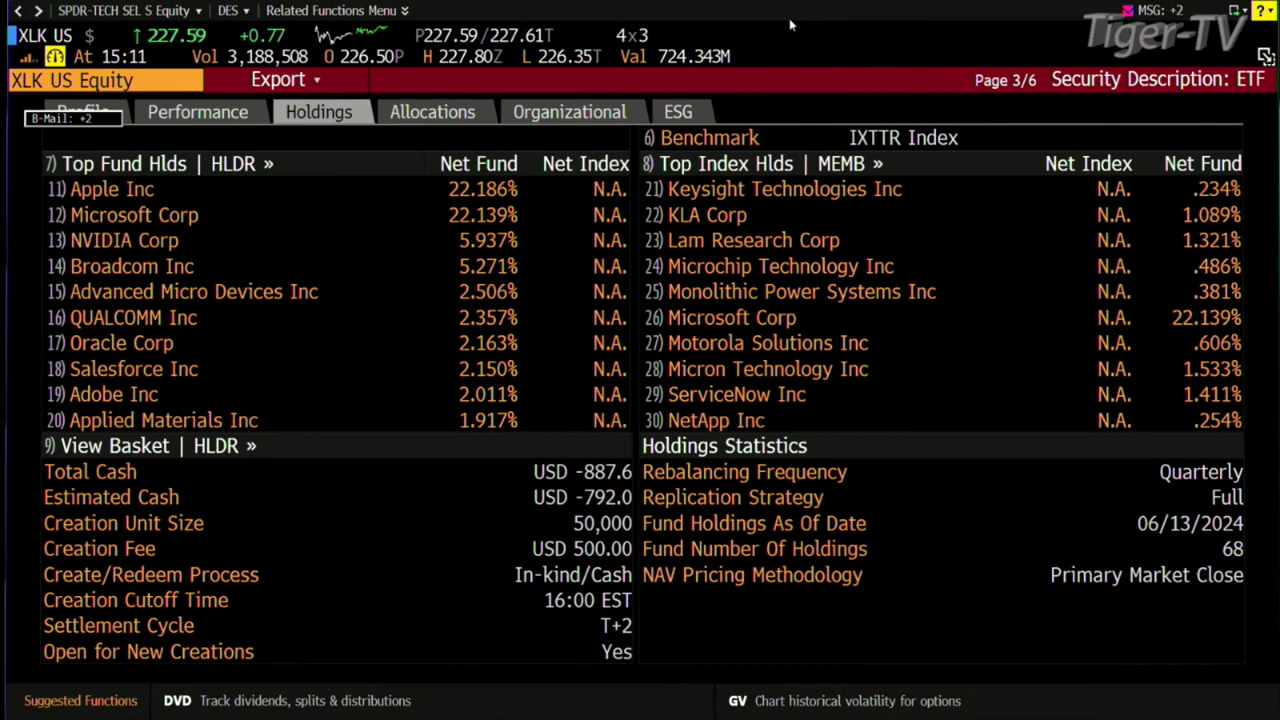 SPDR-TECH SEL S Equity DES Related Functions Menu MSG: +2 ?
Tiger-TV
XLK US $ ↑ 227.59 +0.77 P227.59/227.61T 4x3
At 15:11 Vol 3,188,508 O 226.50P H 227.80Z L 226.35T Val 724.343M
XLK US Equity Export Page 3/6 Security Description: ETF
Profile Performance Holdings Allocations Organizational ESG
B-Mail: +2
6) Benchmark IXTTR Index
7) Top Fund Hlds | HLDR » Net Fund Net Index 8) Top Index Hlds | MEMB » Net Index Net Fund
11) Apple Inc 22.186% N.A. 21) Keysight Technologies Inc N.A. .234%
12) Microsoft Corp 22.139% N.A. 22) KLA Corp N.A. 1.089%
13) NVIDIA Corp 5.937% N.A. 23) Lam Research Corp N.A. 1.321%
14) Broadcom Inc 5.271% N.A. 24) Microchip Technology Inc N.A. .486%
15) Advanced Micro Devices Inc 2.506% N.A. 25) Monolithic Power Systems Inc N.A. .381%
16) QUALCOMM Inc 2.357% N.A. 26) Microsoft Corp N.A. 22.139%
17) Oracle Corp 2.163% N.A. 27) Motorola Solutions Inc N.A. .606%
18) Salesforce Inc 2.150% N.A. 28) Micron Technology Inc N.A. 1.533%
19) Adobe Inc 2.011% N.A. 29) ServiceNow Inc N.A. 1.411%
20) Applied Materials Inc 1.917% N.A. 30) NetApp Inc N.A. .254%
9) View Basket | HLDR » Holdings Statistics
Total Cash USD -887.6 Rebalancing Frequency Quarterly
Estimated Cash USD -792.0 Replication Strategy Full
Creation Unit Size 50,000 Fund Holdings As Of Date 06/13/2024
Creation Fee USD 500.00 Fund Number Of Holdings 68
Create/Redeem Process In-kind/Cash NAV Pricing Methodology Primary Market Close
Creation Cutoff Time 16:00 EST
Settlement Cycle T+2
Open for New Creations Yes
Suggested Functions DVD Track dividends, splits & distributions GV Chart historical volatility for options